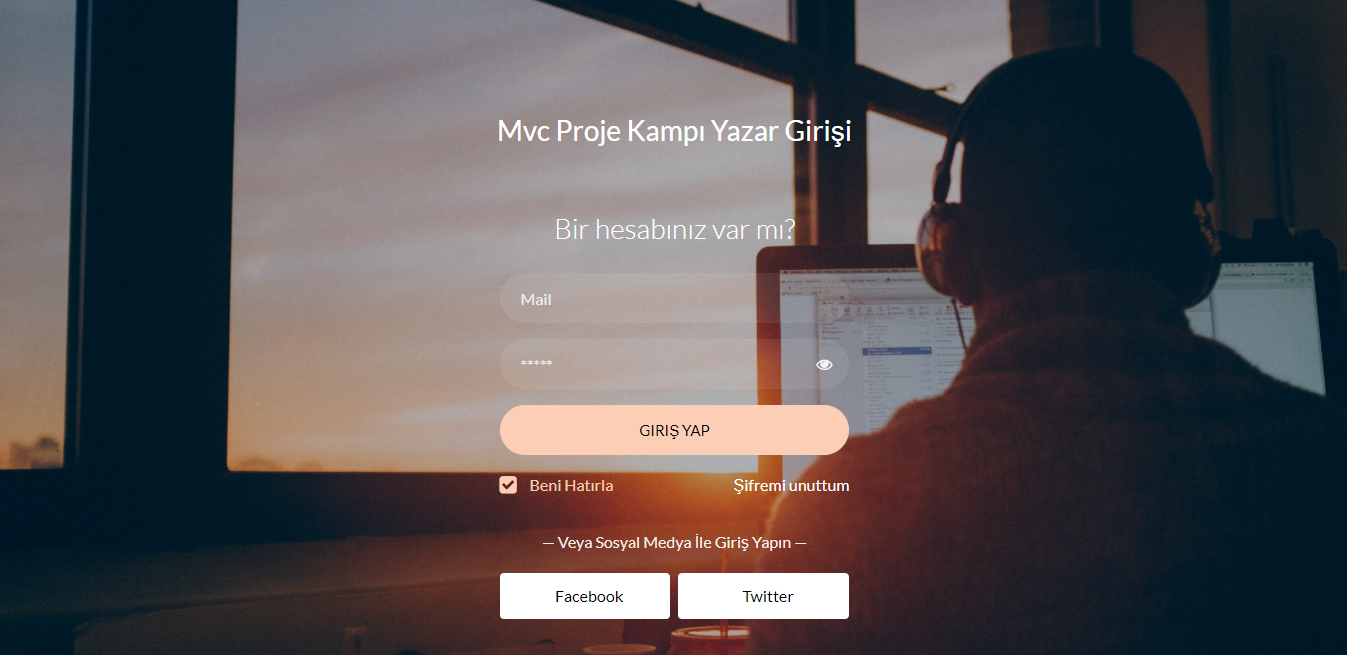 Mvc Proje Kampı Yazar Girişi
Bir hesabınız var mı?
Mail
*****
GIRIŞ YAP
Beni Hatırla Şifremi unuttum
— Veya Sosyal Medya İle Giriş Yapın —
Facebook Twitter